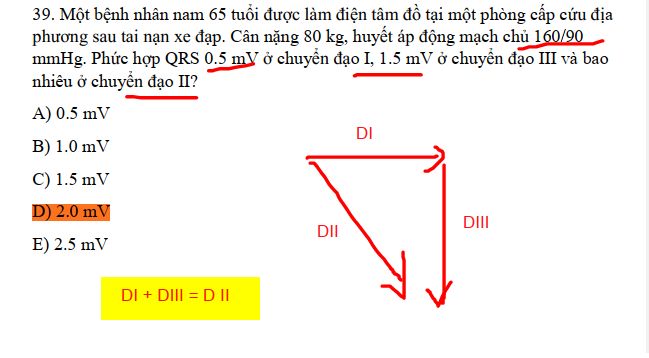 39. Một bệnh nhân nam 65 tuổi được làm điện tâm đồ tại một phòng cấp cứu địa
phương sau tai nạn xe đạp. Cân nặng 80 kg, huyết áp động mạch chủ 160/90
mmHg. Phức hợp QRS 0.5 mV ở chuyển đạo I, 1.5 mV ở chuyển đạo III và bao
nhiêu ở chuyển đạo II?
A) 0.5 mV
B) 1.0 mV
C) 1.5 mV
D) 2.0 mV
E) 2.5 mV
DI
DII
DIII
DI + DIII = D II